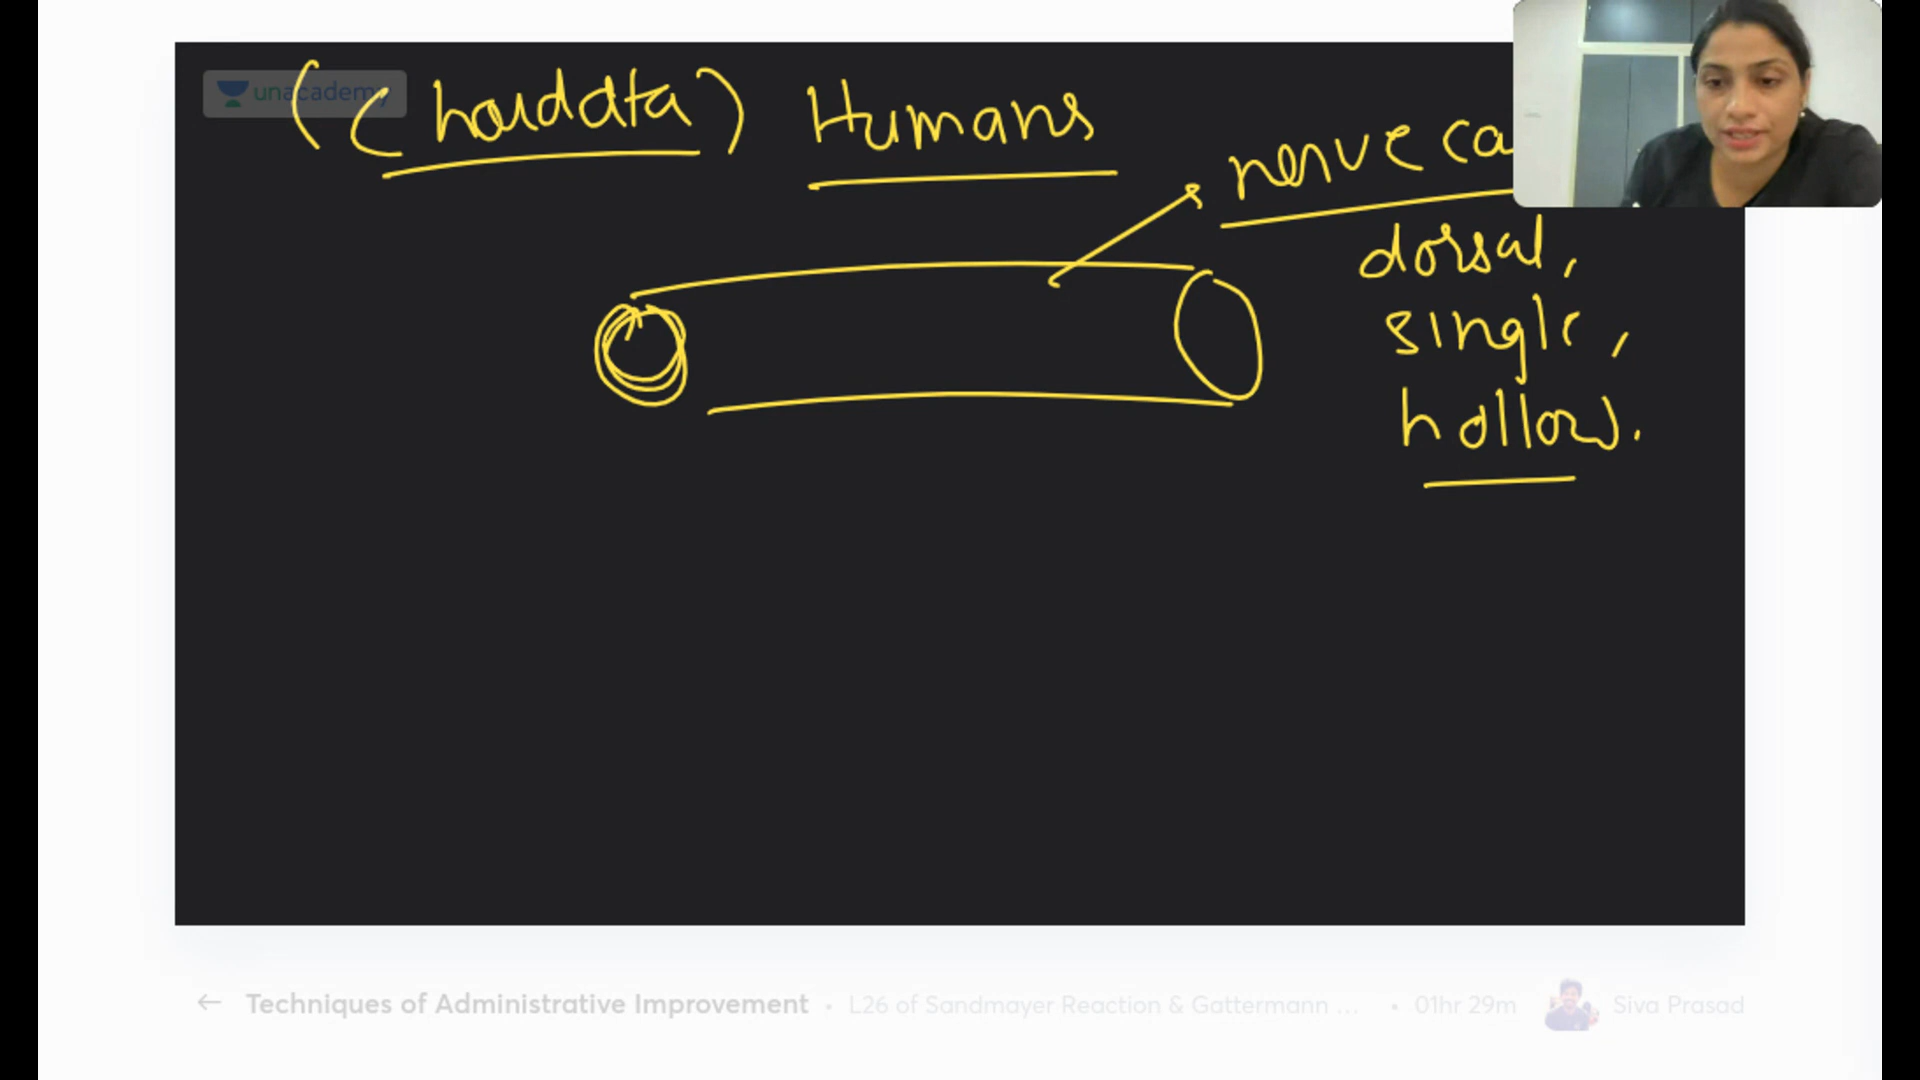 unacademy
(Chordata) Humans
nerve ca
dorsal,
single,
hollow.
← Techniques of Administrative Improvement • L26 of Sandmayer Reaction & Gattermann ... • 01hr 29m Siva Prasad